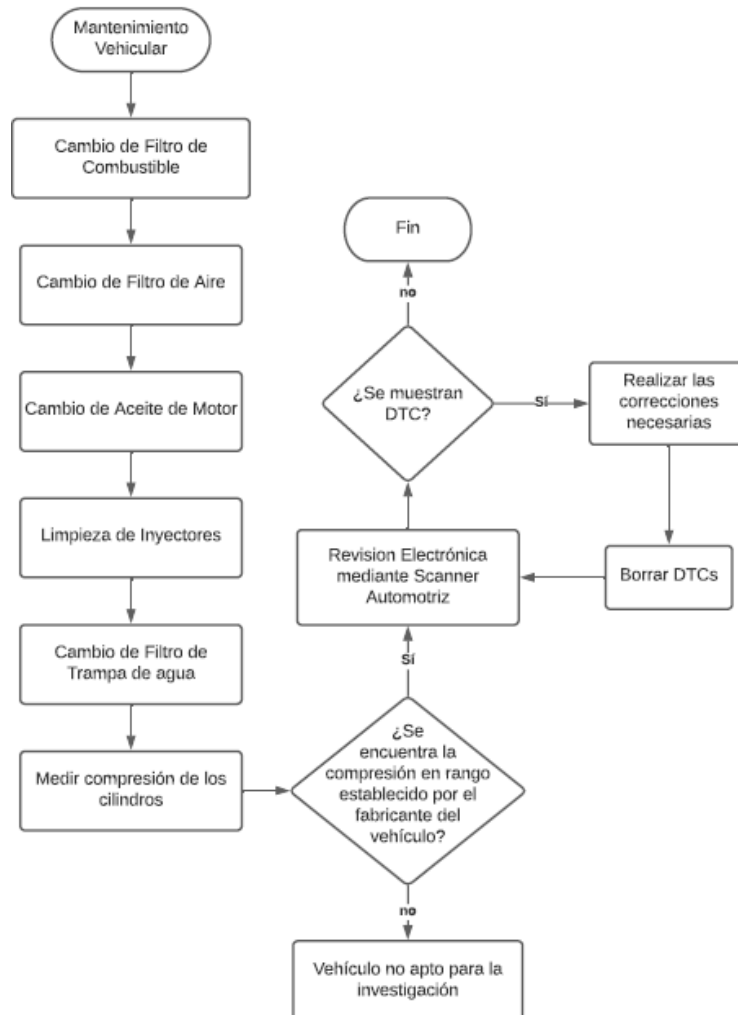 Mantenimiento
Vehicular
Cambio de Filtro de
Combustible
Cambio de Filtro de Aire
Cambio de Aceite de Motor
Limpieza de Inyectores
Cambio de Filtro de
Trampa de agua
Medir compresión de los
cilindros
¿Se
encuentra la
compresión en rango
establecido por el
fabricante del
vehículo?
no
Vehículo no apto para la
investigación
Sí
Revision Electrónica
mediante Scanner
Automotriz
¿Se muestran
DTC?
Sí
Realizar las
correcciones
necesarias
Borrar DTCs
no
Fin